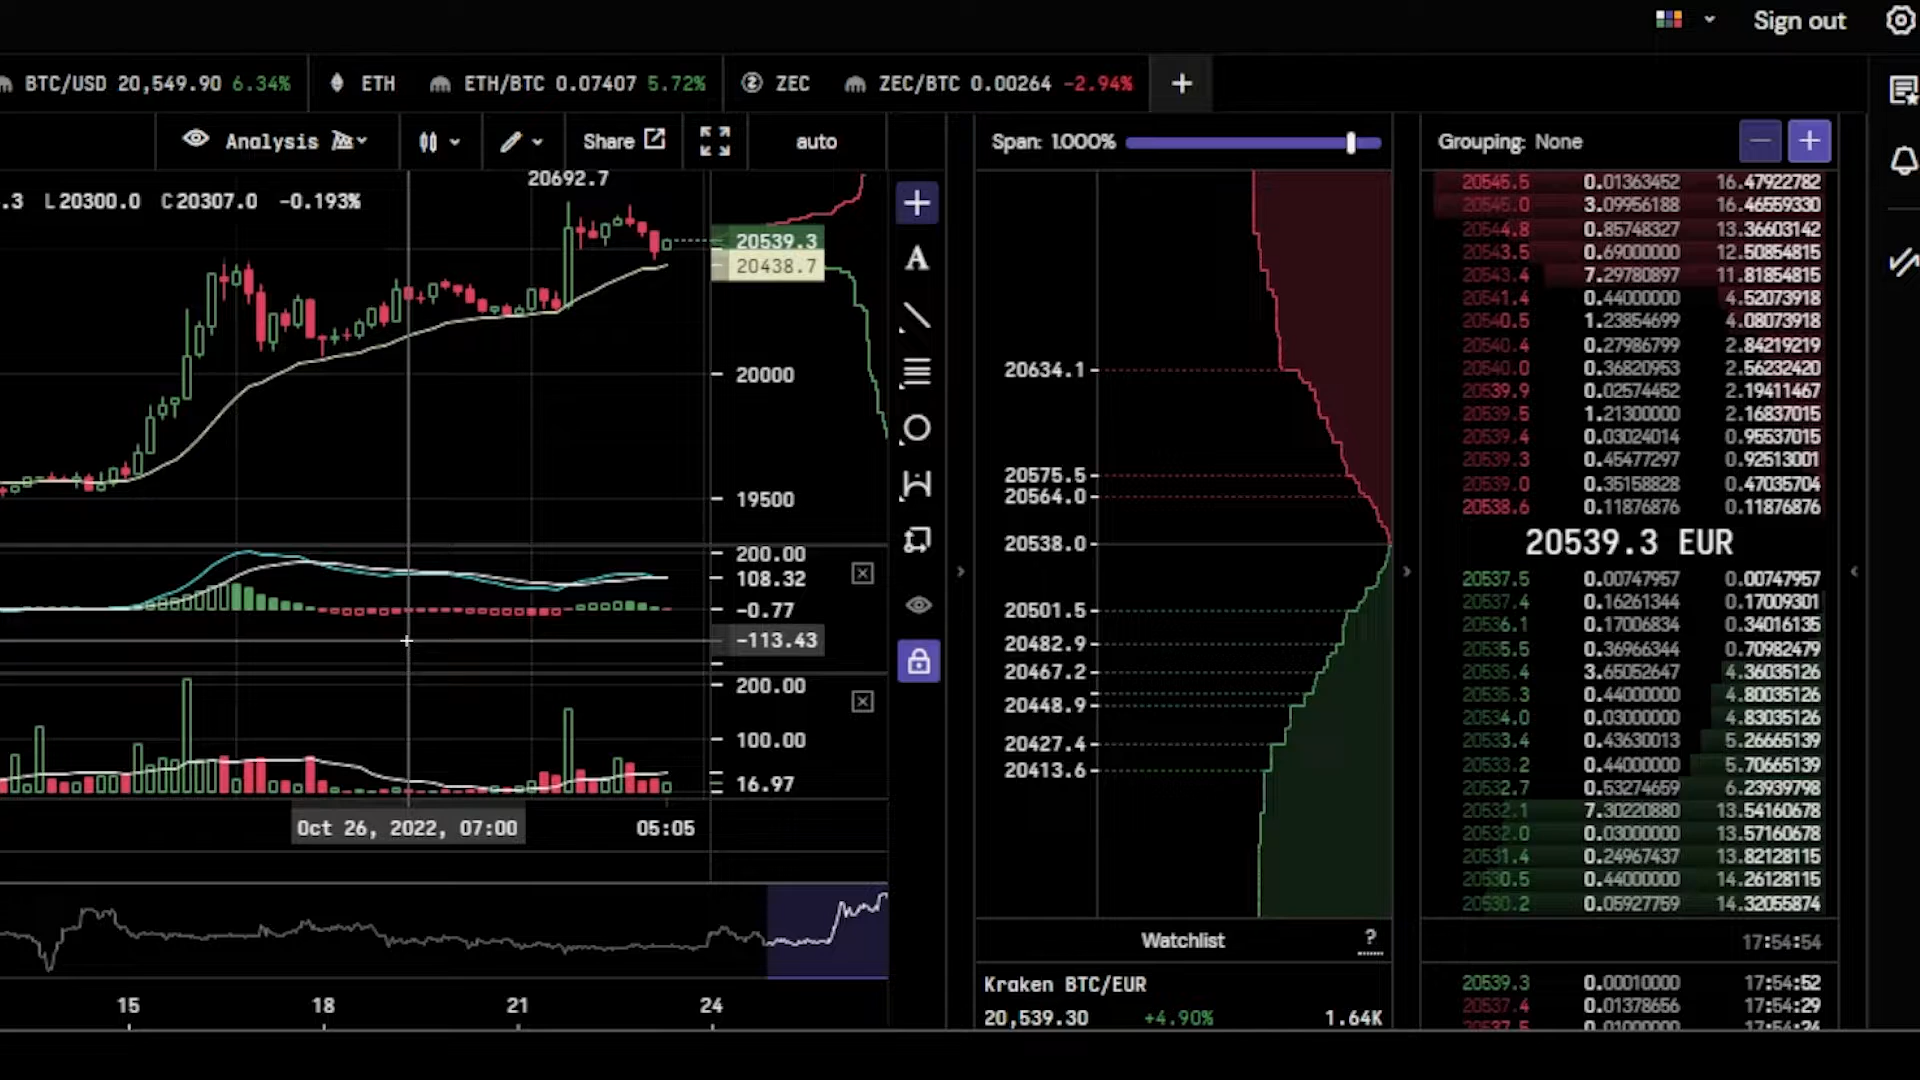 Sign out
BTC/USD 20,549.90 6.34%
ETH
ETH/BTC 0.07407 5.72%
ZEC
ZEC/BTC 0.00264 -2.94%
+
Analysis
Share
auto
.3 L20300.0 C20307.0 -0.193%
20692.7
20539.3
20438.7
20000
19500
200.00
108.32
-0.77
-113.43
200.00
100.00
16.97
Oct 26, 2022, 07:00
05:05
15
18
21
24
A
Span: 1.000%
20634.1
20575.5
20564.0
20538.0
20501.5
20482.9
20467.2
20448.9
20427.4
20413.6
Watchlist
?
Kraken BTC/EUR
20,539.30 +4.90% 1.64K
Grouping: None
20545.5 0.01363452 16.47922782
20545.0 3.09956188 16.46559330
20544.8 0.85748327 13.36603142
20543.5 0.69000000 12.50854815
20543.4 7.29780897 11.81854815
20541.4 0.44000000 4.52073918
20540.5 1.23854699 4.08073918
20540.4 0.27986799 2.84219219
20540.0 0.36820953 2.56232420
20539.9 0.02574452 2.19411467
20539.5 1.21300000 2.16837015
20539.4 0.03024014 0.95537015
20539.3 0.45477297 0.92513001
20539.0 0.35158828 0.47035704
20538.6 0.11876876 0.11876876
20539.3 EUR
20537.5 0.00747957 0.00747957
20537.4 0.16261344 0.17009301
20536.1 0.17006834 0.34016135
20535.5 0.36966344 0.70982479
20535.4 3.65052647 4.36035126
20535.3 0.44000000 4.80035126
20534.0 0.03000000 4.83035126
20533.4 0.43630013 5.26665139
20533.2 0.44000000 5.70665139
20532.7 0.53274659 6.23939798
20532.1 7.30220880 13.54160678
20532.0 0.03000000 13.57160678
20531.4 0.24967437 13.82128115
20530.5 0.44000000 14.26128115
20530.2 0.05927759 14.32055874
17:54:54
20539.3 0.00010000 17:54:52
20537.4 0.01378656 17:54:29